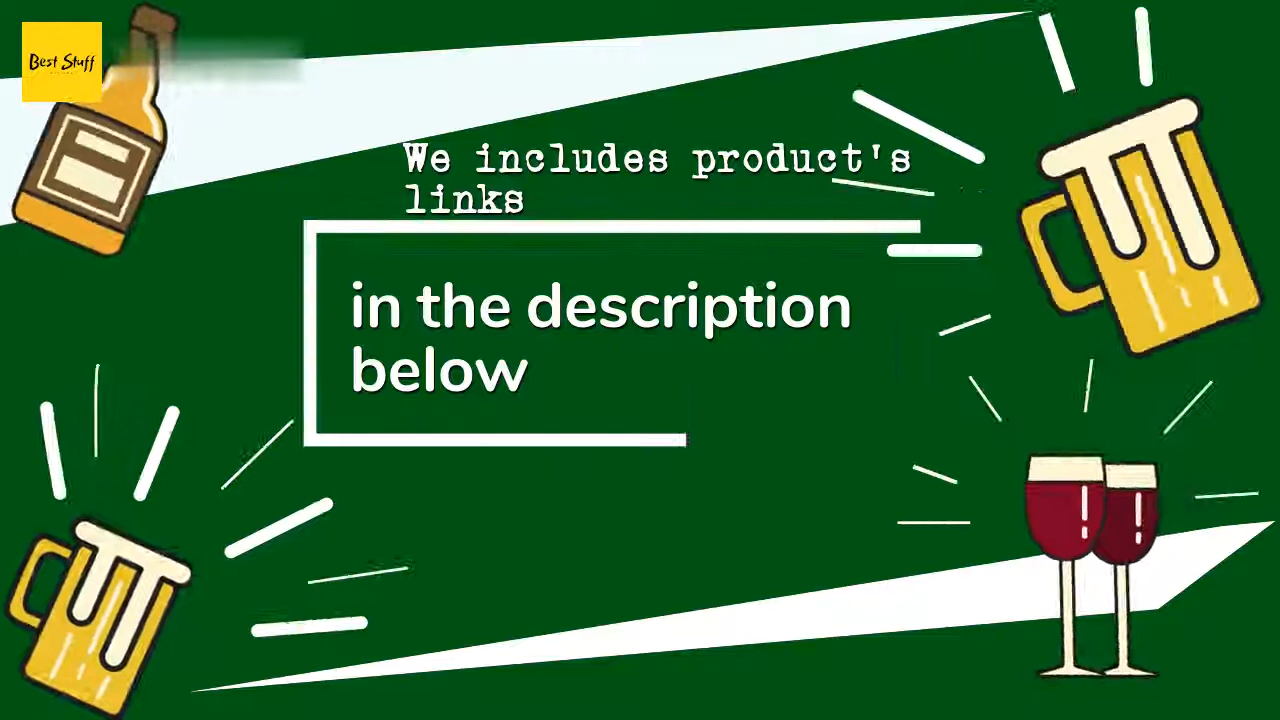 Best Stuff
We includes product's
links
in the description
below